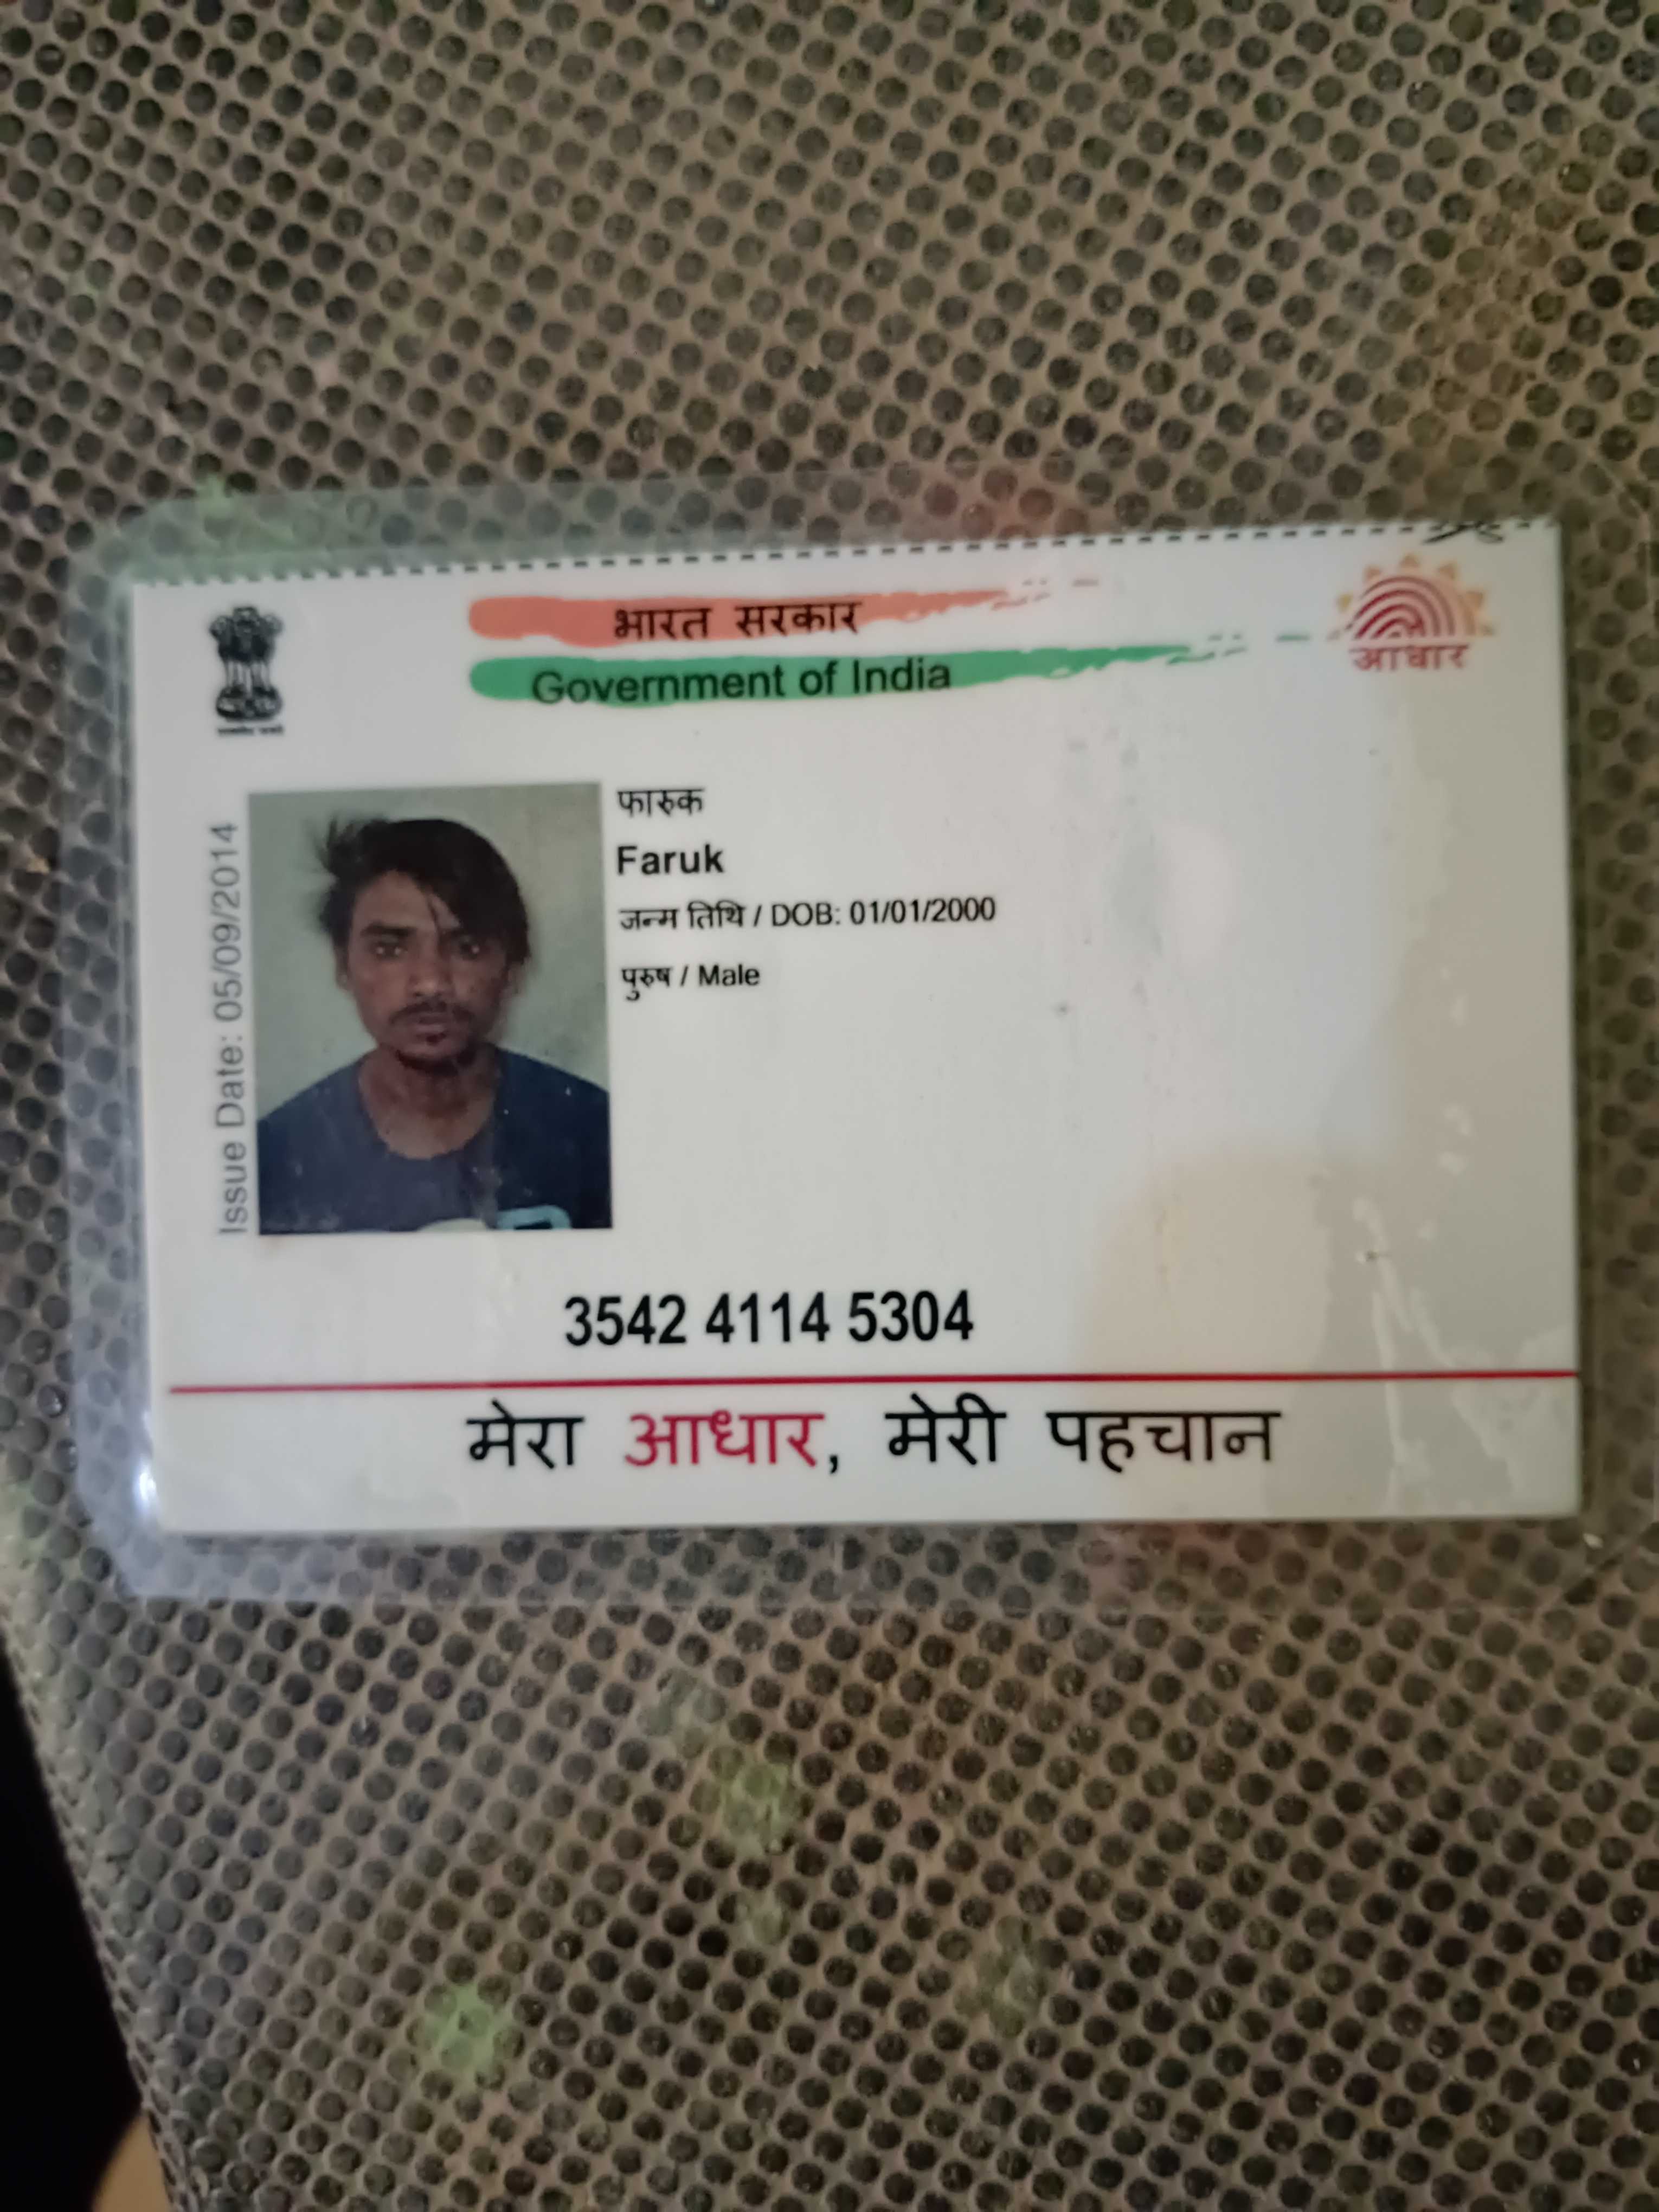 भारत सरकार
Government of India
आधार
Issue Date: 05/09/2014
फारुक
Faruk
जन्म तिथि / DOB: 01/01/2000
पुरुष / Male
3542 4114 5304
मेरा आधार, मेरी पहचान